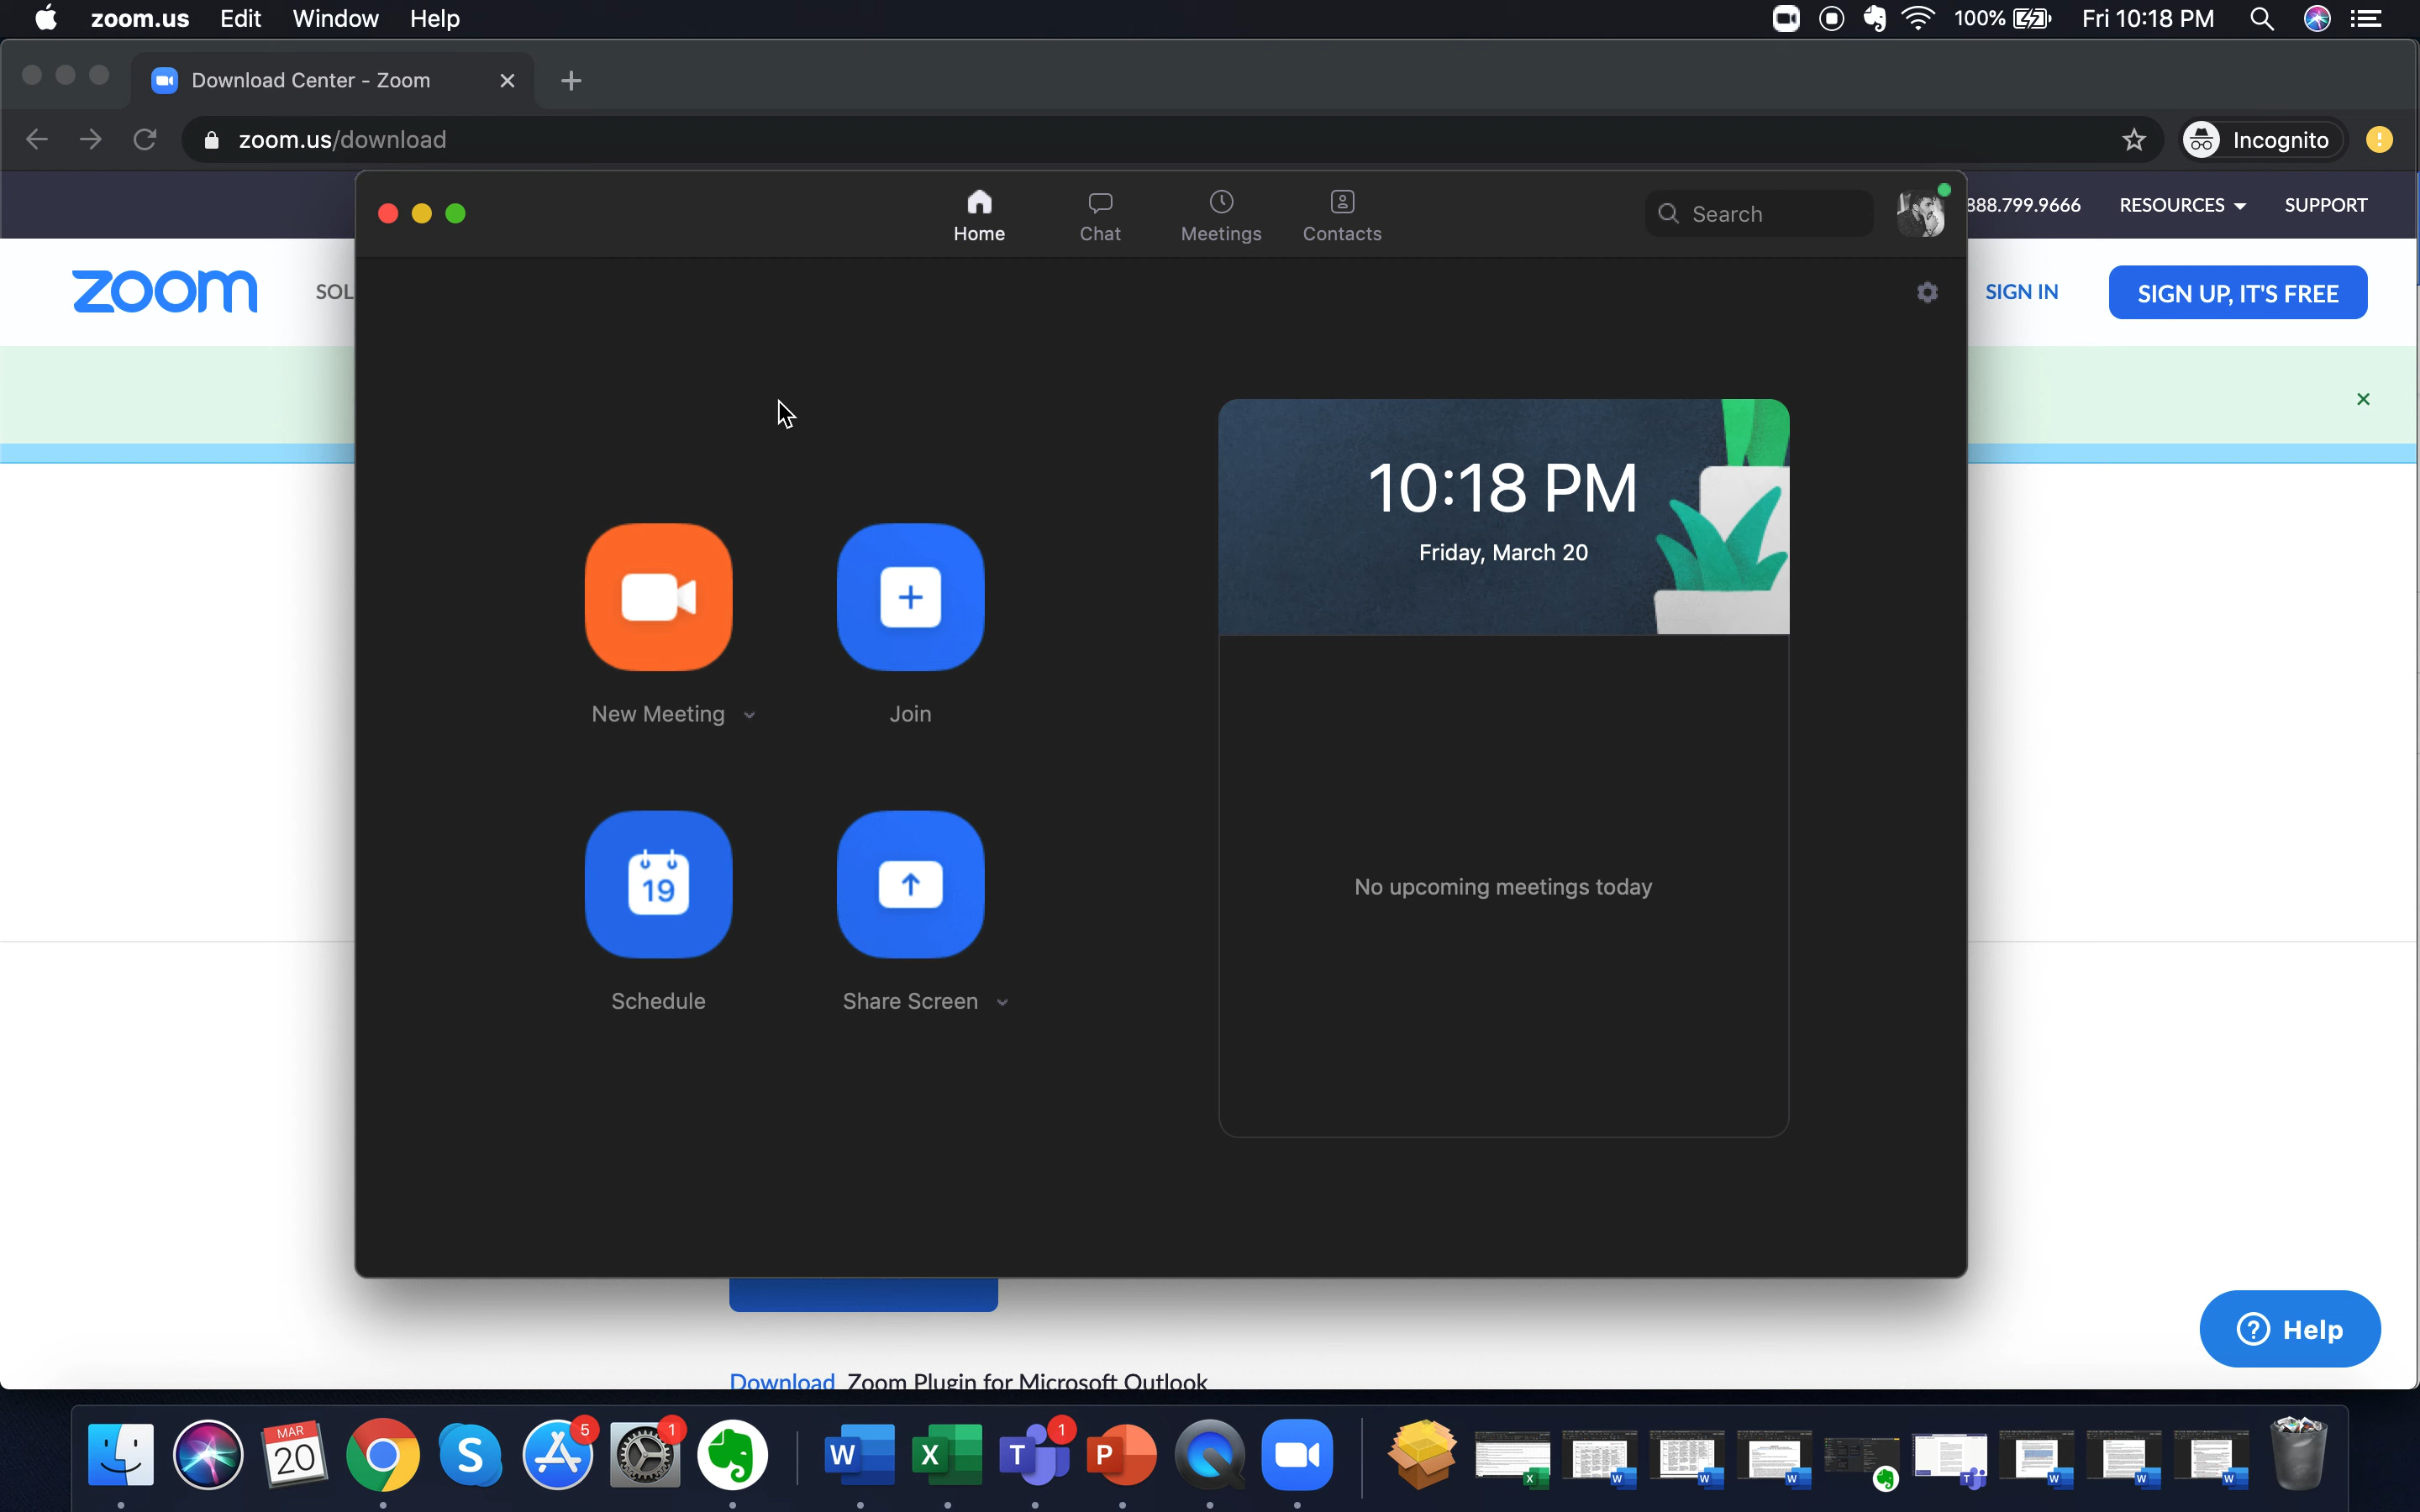 zoom.us Edit Window Help 100% Fri 10:18 PM
Download Center - Zoom
zoom.us/download Incognito
Home Chat Meetings Contacts Search
888.799.9666 RESOURCES SUPPORT
zoom SOL SIGN IN SIGN UP, IT'S FREE
10:18 PM
Friday, March 20
New Meeting Join
19
No upcoming meetings today
Schedule Share Screen
Help
Download Zoom Plugin for Microsoft Outlook
MAR
20
S
5
1
W
X
T
1
P
X
W
W
W
T
W
W
W